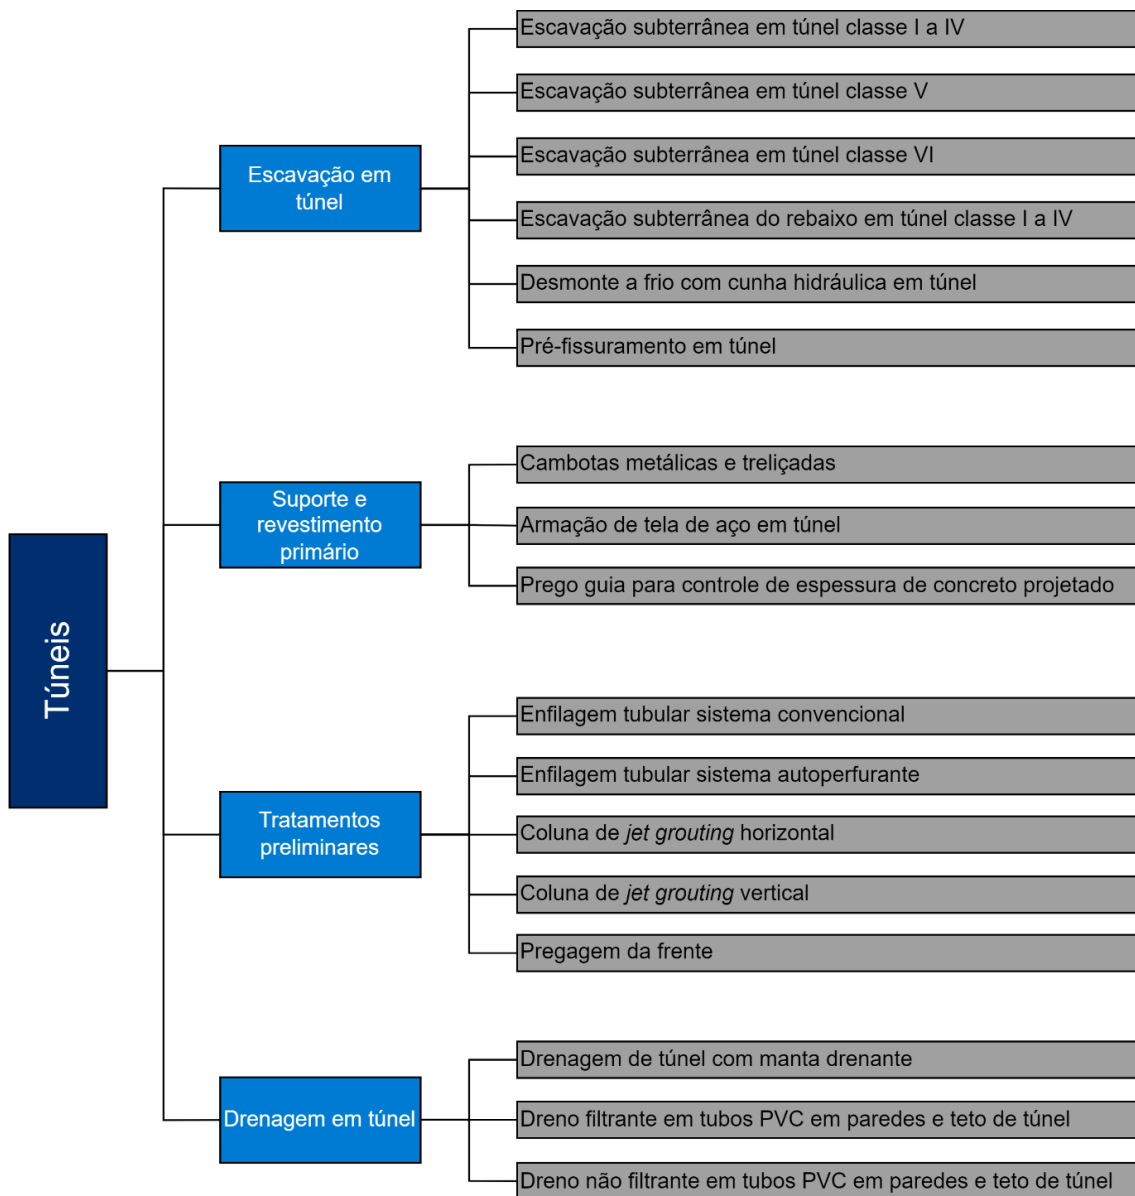 Túneis
Escavação em
túnel
Escavação subterrânea em túnel classe I a IV
Escavação subterrânea em túnel classe V
Escavação subterrânea em túnel classe VI
Escavação subterrânea do rebaixo em túnel classe I a IV
Desmonte a frio com cunha hidráulica em túnel
Pré-fissuramento em túnel
Suporte e
revestimento
primário
Cambotas metálicas e treliçadas
Armação de tela de aço em túnel
Prego guia para controle de espessura de concreto projetado
Tratamentos
preliminares
Enfilagem tubular sistema convencional
Enfilagem tubular sistema autoperfurante
Coluna de jet grouting horizontal
Coluna de jet grouting vertical
Pregagem da frente
Drenagem em túnel
Drenagem de túnel com manta drenante
Dreno filtrante em tubos PVC em paredes e teto de túnel
Dreno não filtrante em tubos PVC em paredes e teto de túnel